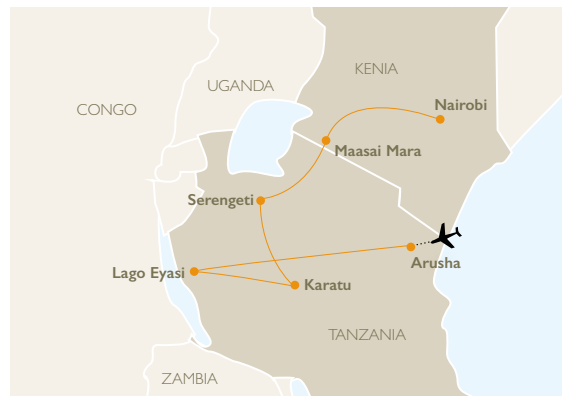 KENIA
UGANDA
CONGO
Nairobi
Maasai Mara
Serengeti
Arusha
Lago Eyasi
Karatu
TANZANIA
ZAMBIA